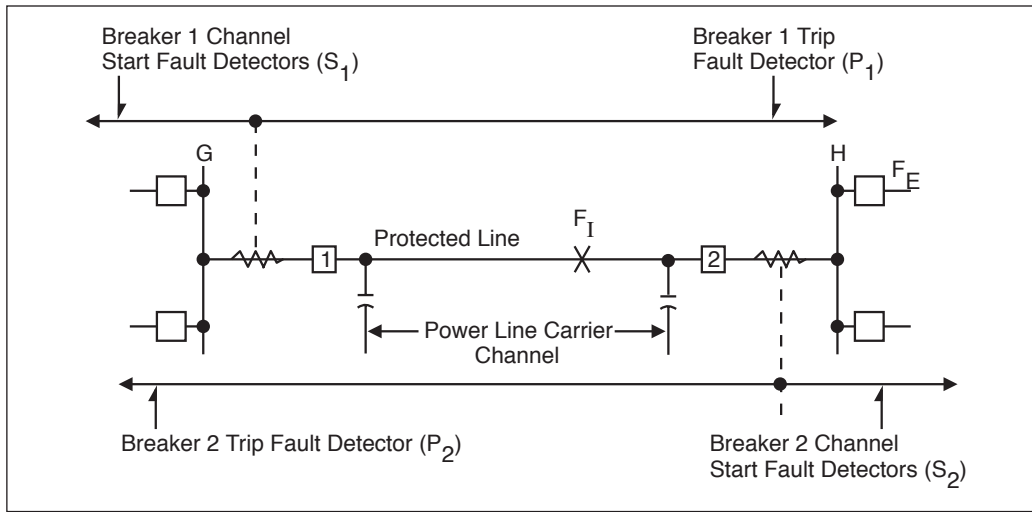 Breaker 1 Channel
Start Fault Detectors (S1)
Breaker 1 Trip
Fault Detector (P1)
G
H
FE
FI
Protected Line
1
2
Power Line Carrier
Channel
Breaker 2 Trip Fault Detector (P2)
Breaker 2 Channel
Start Fault Detectors (S2)